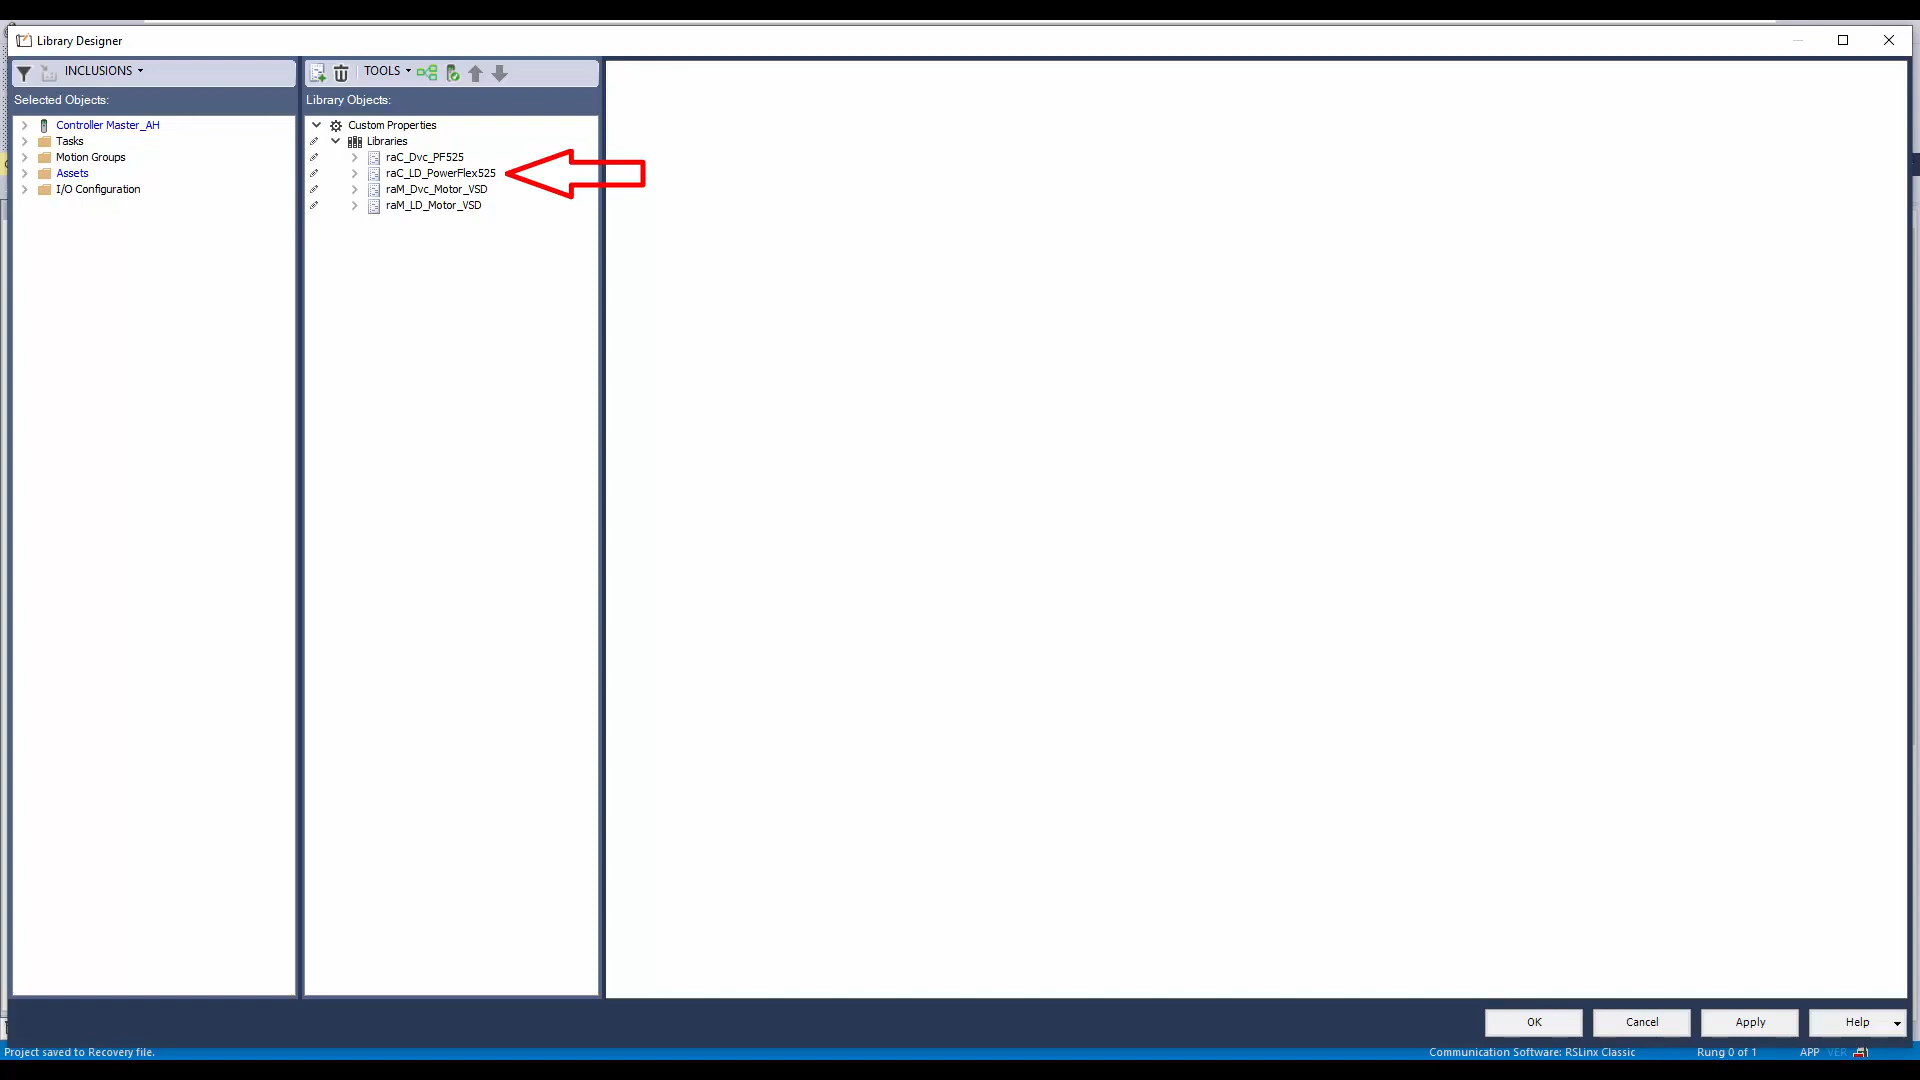 Library Designer
INCLUSIONS
TOOLS
Selected Objects:
Library Objects:
Controller Master_AH
Tasks
Motion Groups
Assets
I/O Configuration
Custom Properties
Libraries
raC_Dvc_PF525
raC_LD_PowerFlex525
raM_Dvc_Motor_VSD
raM_LD_Motor_VSD
OK
Cancel
Apply
Help
Project saved to Recovery file.
Communication Software: RSLinx Classic
Rung 0 of 1
APP
VER